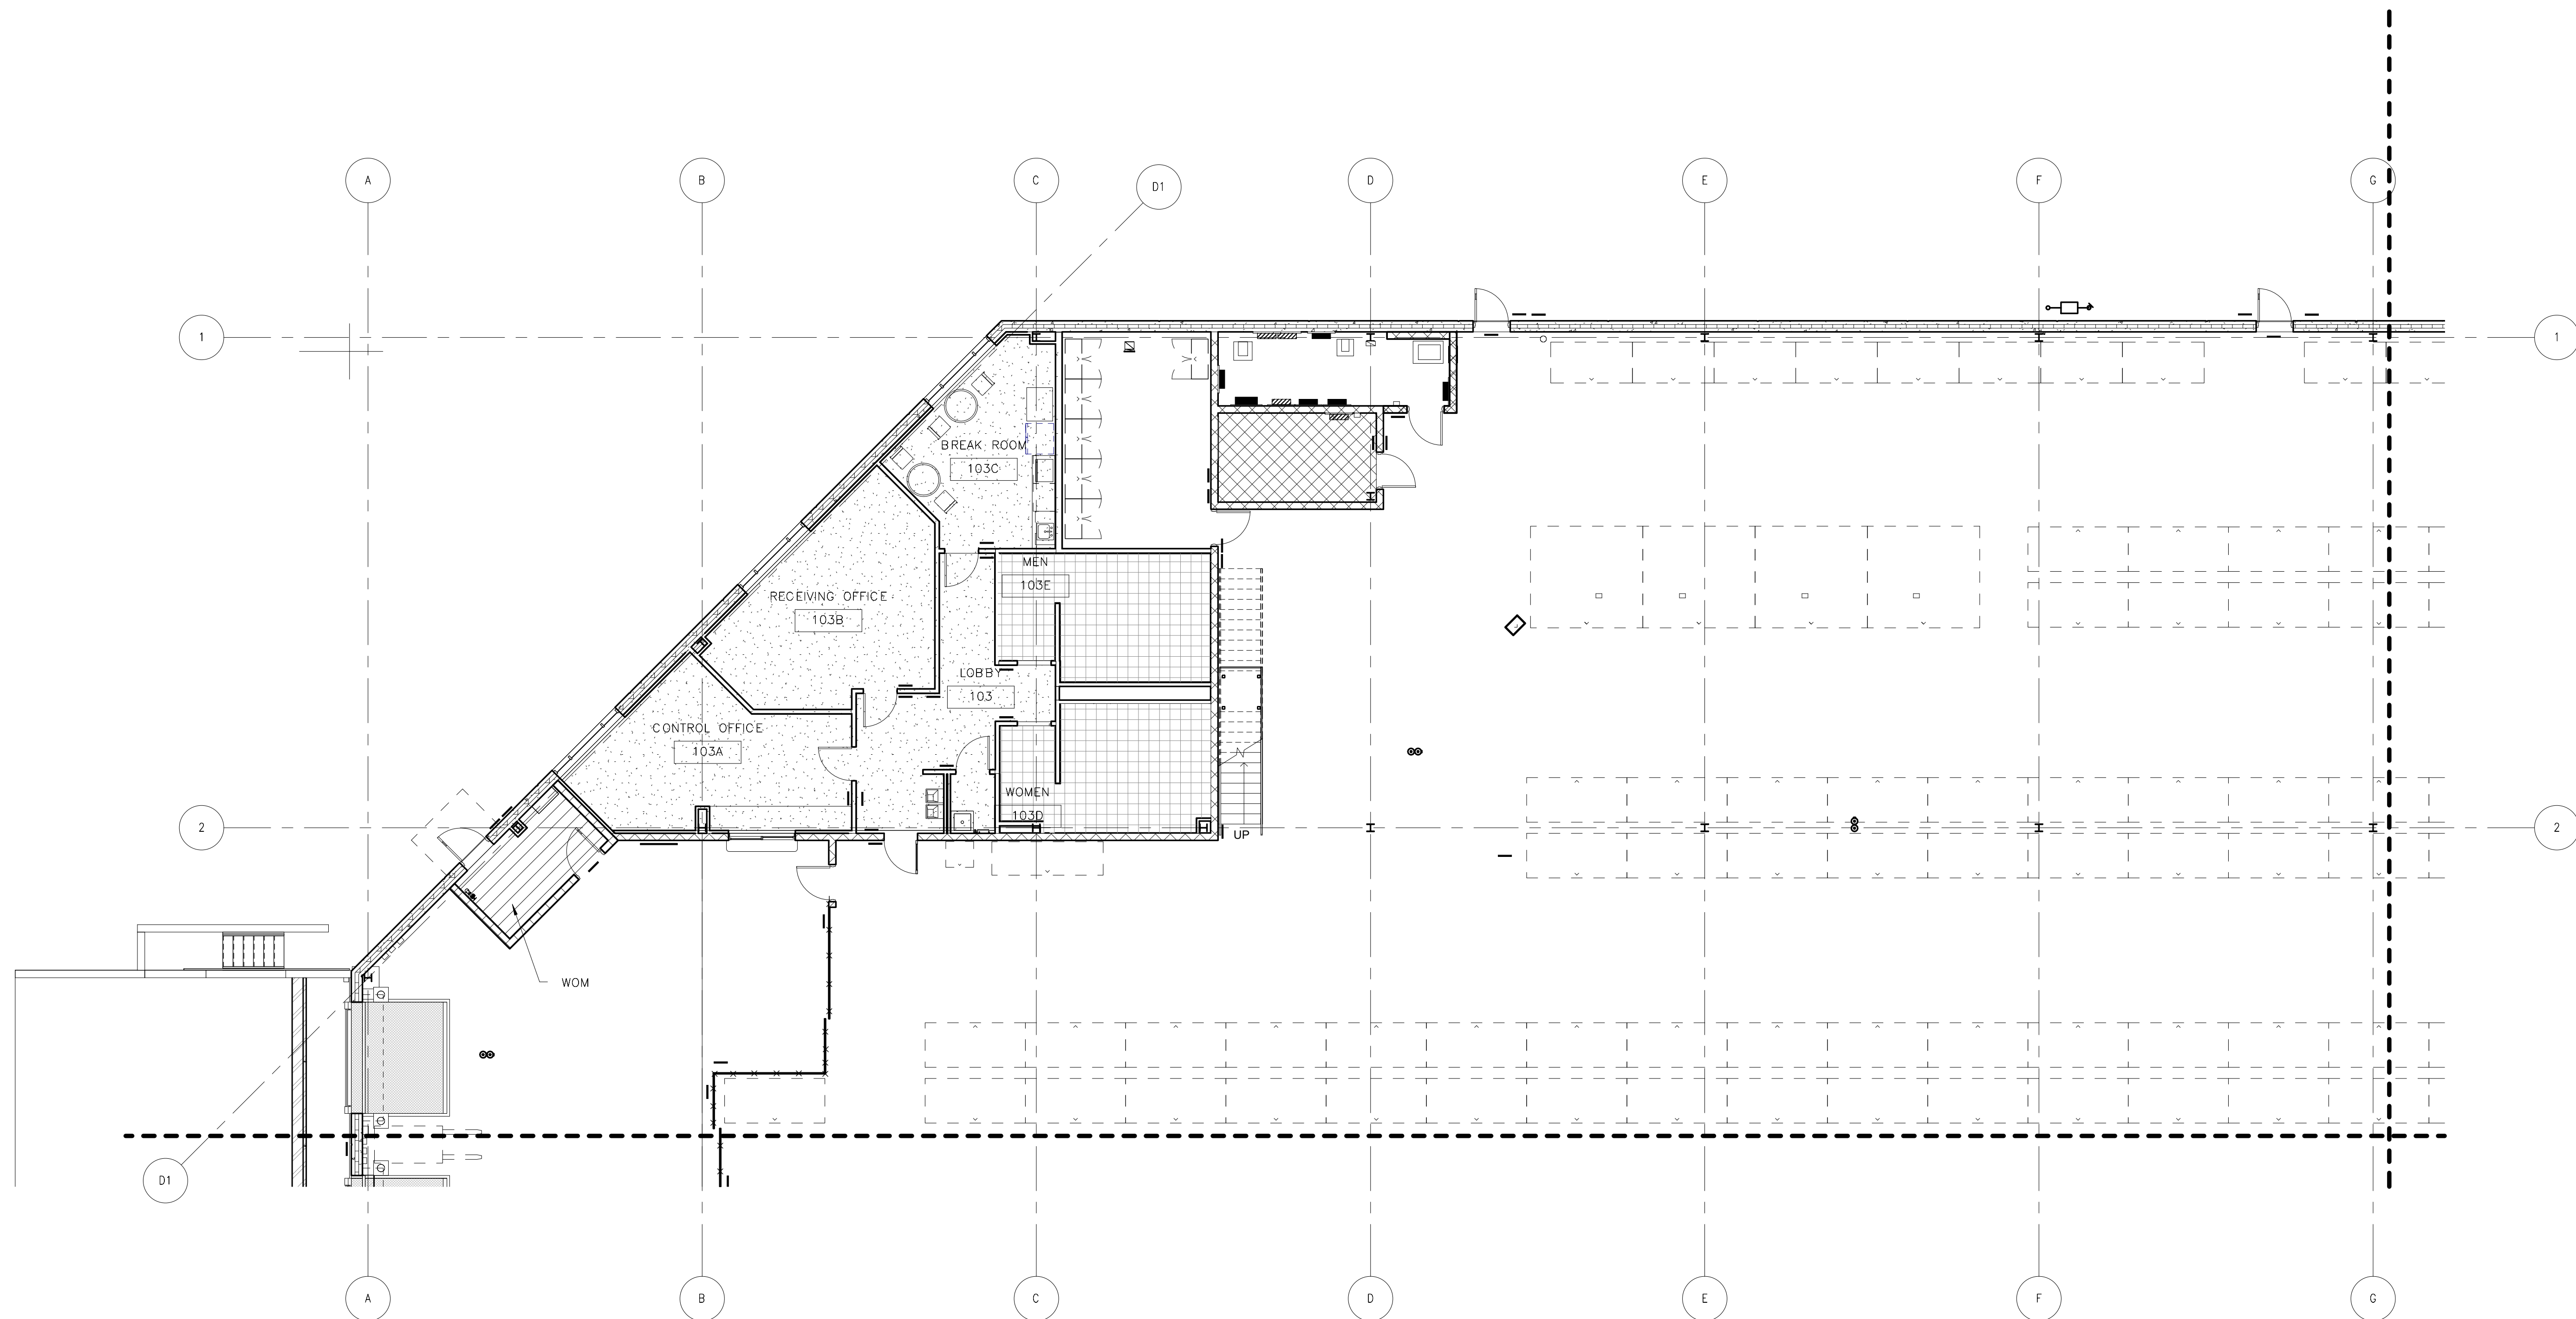 A
B
C
D1
D
E
F
G
1
1
BREAK ROOM
103C
MEN
103E
RECEIVING OFFICE
103B
LOBBY
103
CONTROL OFFICE
103A
WOMEN
103D
UP
2
2
WOM
D1
A
B
C
D
E
F
G